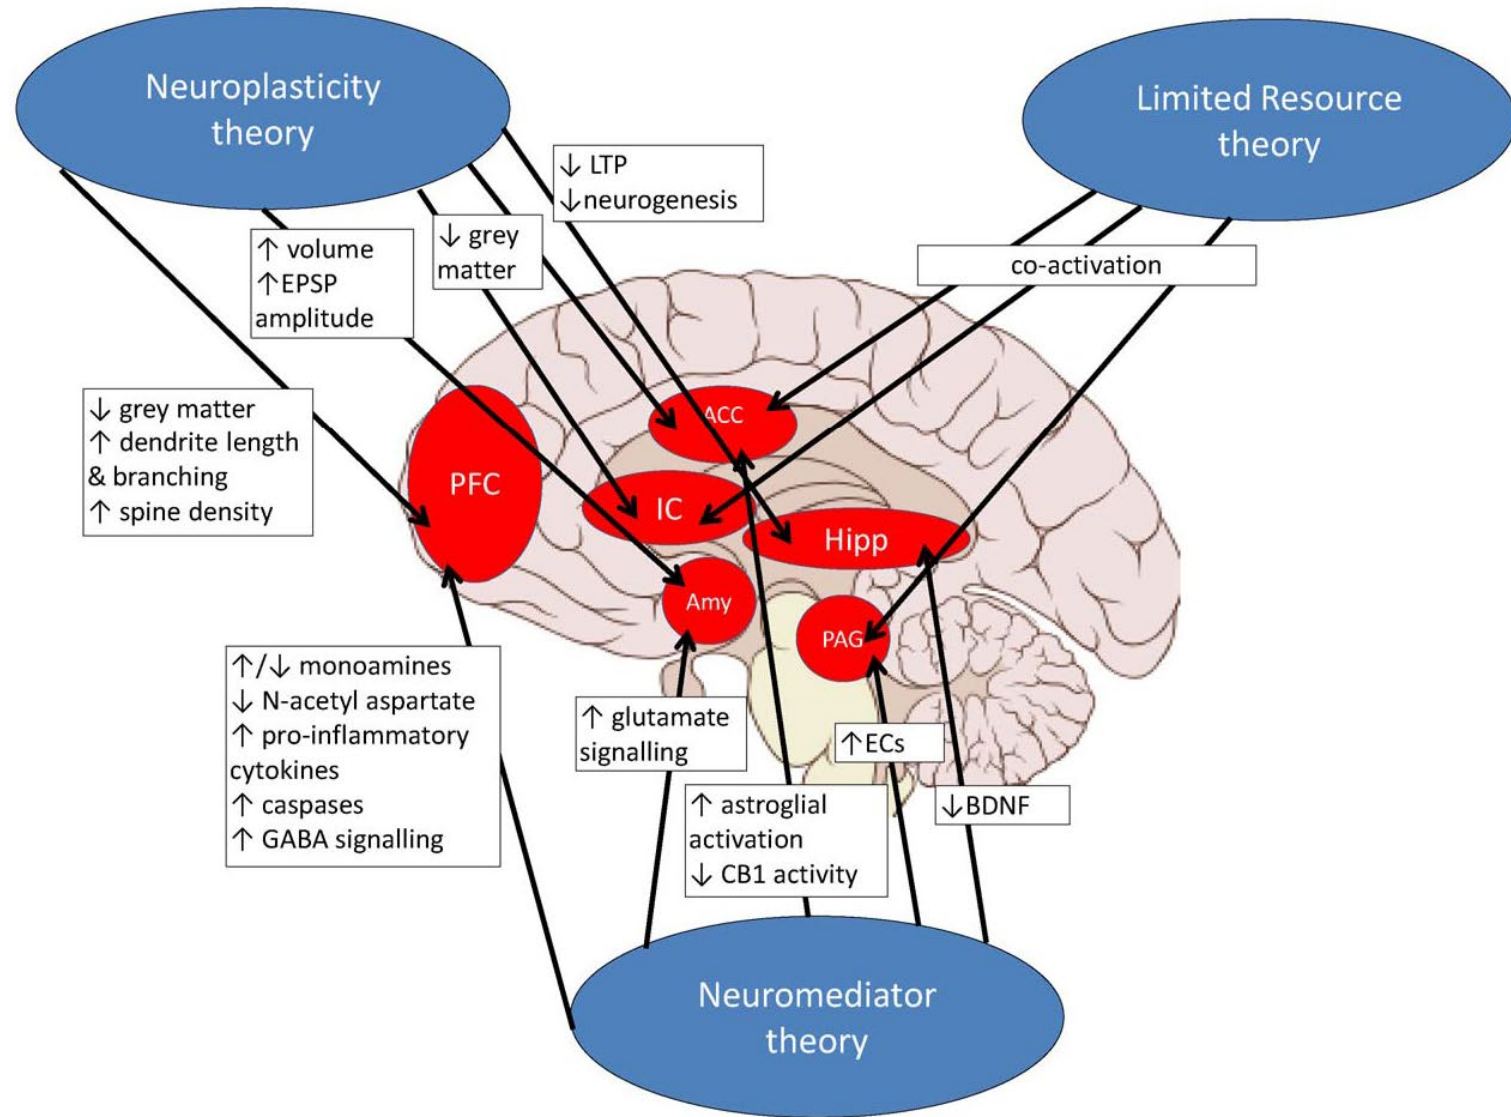 Neuroplasticity
theory
Limited Resource
theory
↓ LTP
↓neurogenesis
↑ volume
↑EPSP
amplitude
↓ grey
matter
co-activation
↓ grey matter
↑ dendrite length
& branching
↑ spine density
ACC
PFC
IC
Hipp
Amy
PAG
↑/↓ monoamines
↓ N-acetyl aspartate
↑ pro-inflammatory
cytokines
↑ caspases
↑ GABA signalling
↑ glutamate
signalling
↑ECs
↑ astroglial
activation
↓ CB1 activity
↓BDNF
Neuromediator
theory